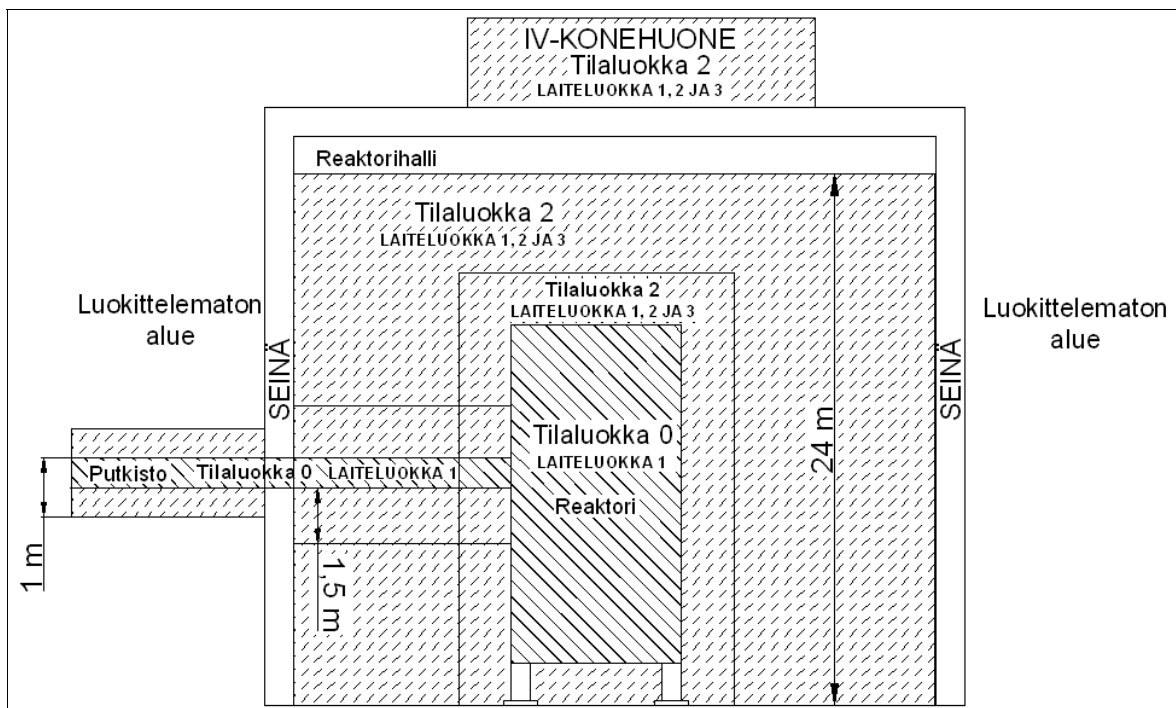 IV-KONEHUONE
Tilaluokka 2
LAITELUOKKA 1, 2 JA 3
Reaktorihalli
Tilaluokka 2
LAITELUOKKA 1, 2 JA 3
Tilaluokka 2
LAITELUOKKA 1, 2 JA 3
Luokittelematon
alue
SEINÄ
Luokittelematon
alue
SEINÄ
24 m
Tilaluokka 0
LAITELUOKKA 1
Reaktori
Putkisto Tilaluokka 0 LAITELUOKKA 1
1 m
1,5 m